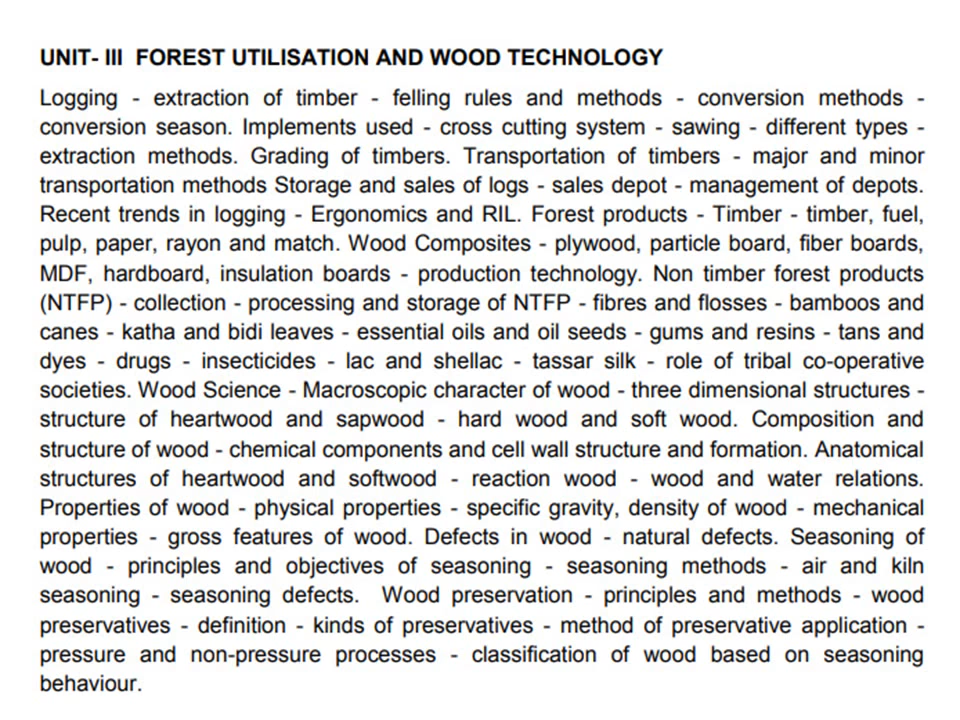 UNIT- III FOREST UTILISATION AND WOOD TECHNOLOGY
Logging - extraction of timber - felling rules and methods - conversion methods -
conversion season. Implements used - cross cutting system - sawing - different types -
extraction methods. Grading of timbers. Transportation of timbers - major and minor
transportation methods Storage and sales of logs - sales depot - management of depots.
Recent trends in logging - Ergonomics and RIL. Forest products - Timber - timber, fuel,
pulp, paper, rayon and match. Wood Composites - plywood, particle board, fiber boards,
MDF, hardboard, insulation boards - production technology. Non timber forest products
(NTFP) - collection - processing and storage of NTFP - fibres and flosses - bamboos and
canes - katha and bidi leaves - essential oils and oil seeds - gums and resins - tans and
dyes - drugs - insecticides - lac and shellac - tassar silk - role of tribal co-operative
societies. Wood Science - Macroscopic character of wood - three dimensional structures -
structure of heartwood and sapwood - hard wood and soft wood. Composition and
structure of wood - chemical components and cell wall structure and formation. Anatomical
structures of heartwood and softwood - reaction wood - wood and water relations.
Properties of wood - physical properties - specific gravity, density of wood - mechanical
properties - gross features of wood. Defects in wood - natural defects. Seasoning of
wood - principles and objectives of seasoning - seasoning methods - air and kiln
seasoning - seasoning defects. Wood preservation - principles and methods - wood
preservatives - definition - kinds of preservatives - method of preservative application -
pressure and non-pressure processes - classification of wood based on seasoning
behaviour.